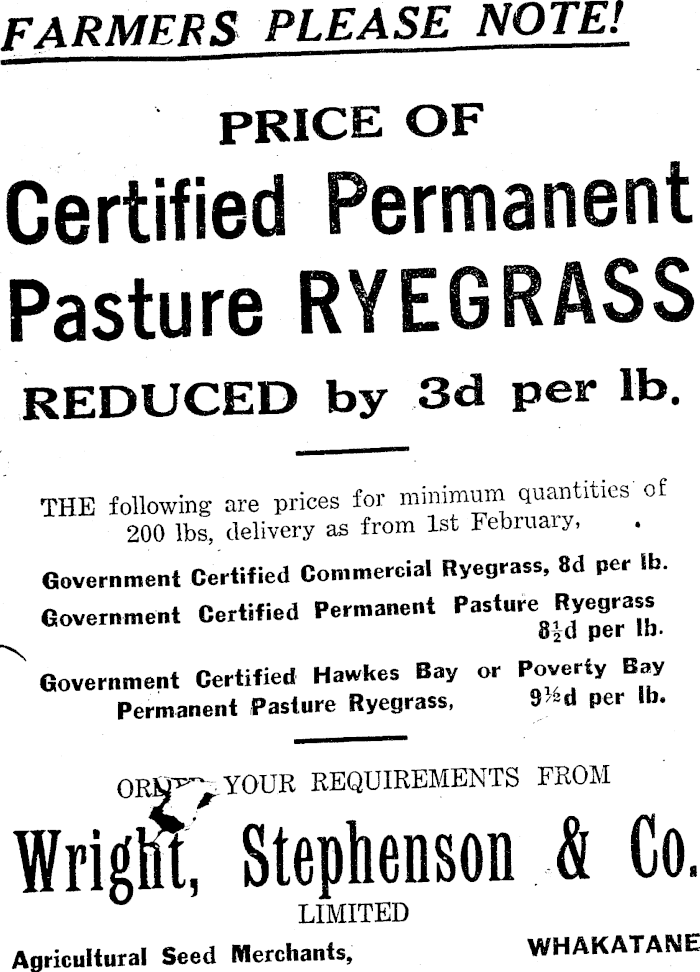 FARMERS PLEASE NOTE!
PRICE OF
Certified Permanent
Pasture RYEGRASS
REDUCED by 3d per lb.
THE following are prices for minimum quantities of
200 lbs, delivery as from 1st February,
Government Certified Commercial Ryegrass, 8d per lb.
Government Certified Permanent Pasture Ryegrass
8½d per lb.
Government Certified Hawkes Bay or Poverty Bay
Permanent Pasture Ryegrass, 9½d per lb.
ORDER YOUR REQUIREMENTS FROM
Wright, Stephenson & Co.
LIMITED
Agricultural Seed Merchants, WHAKATANE